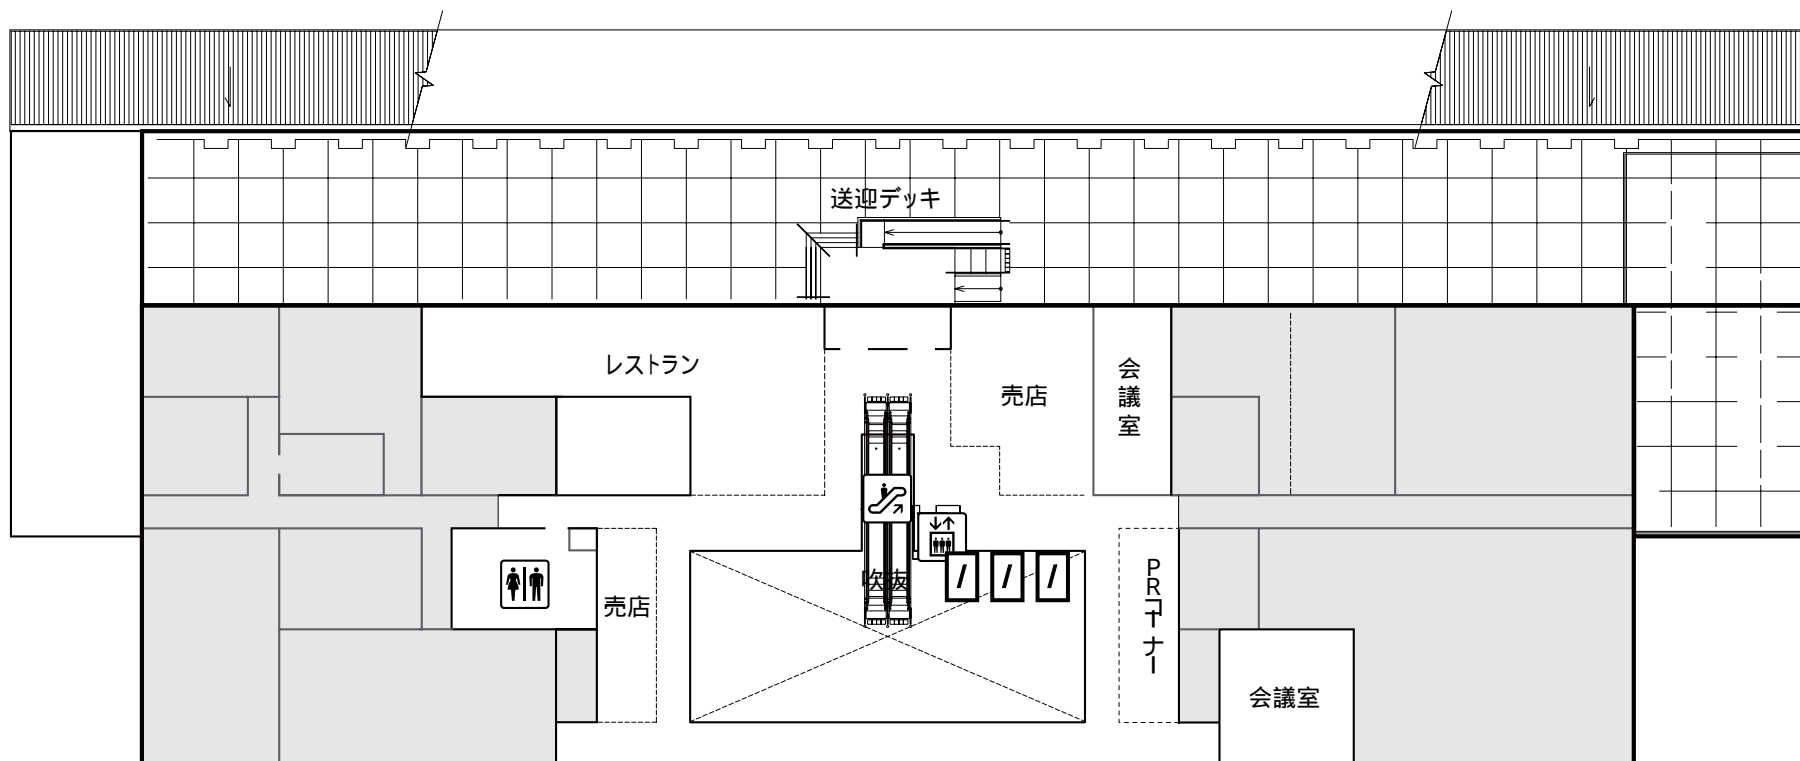 送迎デッキ
レストラン
売店
会議室
吹抜
売店
PRコーナー
会議室